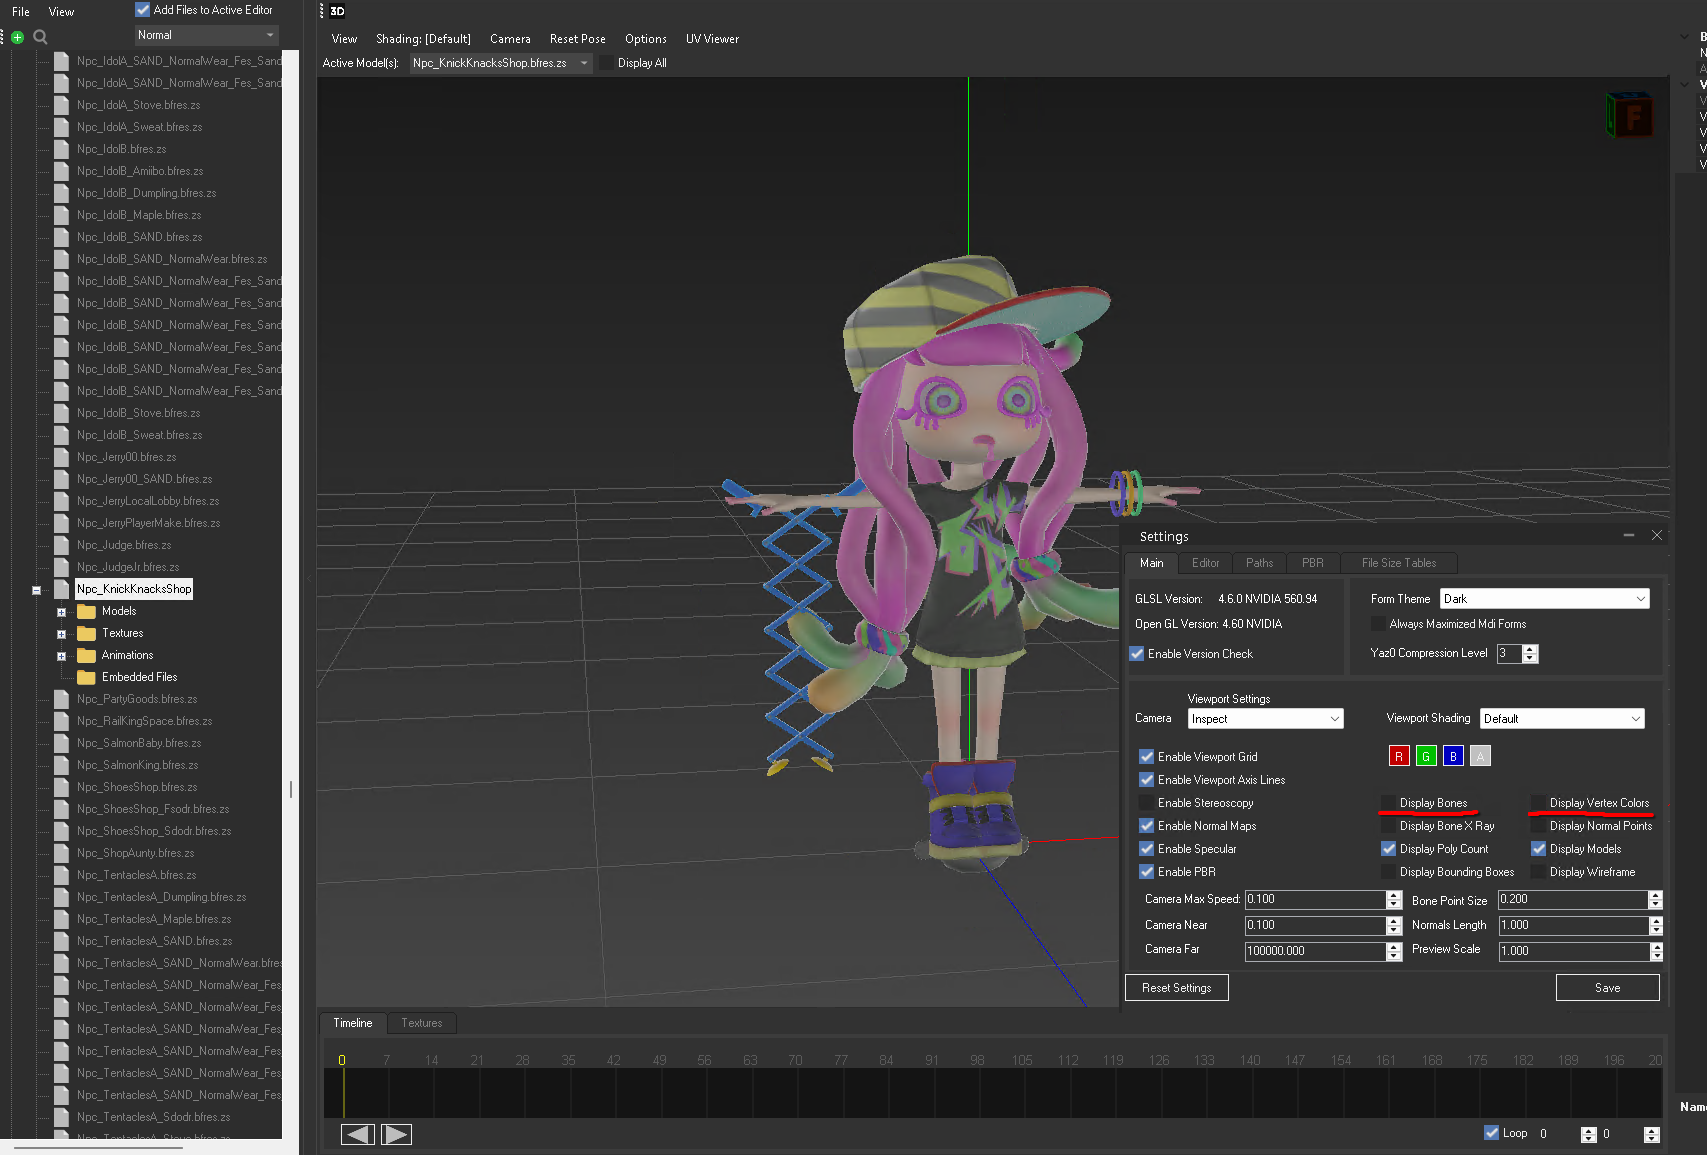 File View Add Files to Active Editor
Normal
Npc_IdolA_SAND_NormalWear_Fes_Sand
Npc_IdolA_SAND_NormalWear_Fes_Sand
Npc_IdolA_Stove.bfres.zs
Npc_IdolA_Sweat.bfres.zs
Npc_IdolB.bfres.zs
Npc_IdolB_Amiibo.bfres.zs
Npc_IdolB_Dumpling.bfres.zs
Npc_IdolB_Maple.bfres.zs
Npc_IdolB_SAND.bfres.zs
Npc_IdolB_SAND_NormalWear.bfres.zs
Npc_IdolB_SAND_NormalWear_Fes_Sand
Npc_IdolB_SAND_NormalWear_Fes_Sand
Npc_IdolB_SAND_NormalWear_Fes_Sand
Npc_IdolB_SAND_NormalWear_Fes_Sand
Npc_IdolB_SAND_NormalWear_Fes_Sand
Npc_IdolB_SAND_NormalWear_Fes_Sand
Npc_IdolB_Stove.bfres.zs
Npc_IdolB_Sweat.bfres.zs
Npc_Jerry00.bfres.zs
Npc_Jerry00_SAND.bfres.zs
Npc_JerryLocalLobby.bfres.zs
Npc_JerryPlayerMake.bfres.zs
Npc_Judge.bfres.zs
Npc_JudgeJr.bfres.zs
Npc_KnickKnacksShop
Models
Textures
Animations
Embedded Files
Npc_PartyGoods.bfres.zs
Npc_RailKingSpace.bfres.zs
Npc_SalmonBaby.bfres.zs
Npc_SalmonKing.bfres.zs
Npc_ShoesShop.bfres.zs
Npc_ShoesShop_Fsodr.bfres.zs
Npc_ShoesShop_Sdodr.bfres.zs
Npc_ShopAunty.bfres.zs
Npc_TentaclesA.bfres.zs
Npc_TentaclesA_Dumpling.bfres.zs
Npc_TentaclesA_Maple.bfres.zs
Npc_TentaclesA_SAND.bfres.zs
Npc_TentaclesA_SAND_NormalWear.bfres
Npc_TentaclesA_SAND_NormalWear_Fes
Npc_TentaclesA_SAND_NormalWear_Fes
Npc_TentaclesA_SAND_NormalWear_Fes
Npc_TentaclesA_SAND_NormalWear_Fes
Npc_TentaclesA_SAND_NormalWear_Fes
Npc_TentaclesA_SAND_NormalWear_Fes
Npc_TentaclesA_Sdodr.bfres.zs
3D
View Shading: [Default] Camera Reset Pose Options UV Viewer
Active Model(s): Npc_KnickKnacksShop.bfres.zs Display All
F
Settings
Main Editor Paths PBR File Size Tables
GLSL Version: 4.6.0 NVIDIA 560.94
Open GL Version: 4.60 NVIDIA
Enable Version Check
Form Theme Dark
Always Maximized Mdi Forms
Yaz0 Compression Level 3
Viewport Settings
Camera Inspect
Viewport Shading Default
R G B A
Enable Viewport Grid
Enable Viewport Axis Lines
Enable Stereoscopy
Enable Normal Maps
Enable Specular
Enable PBR
Display Bones Display Vertex Colors
Display Bone X Ray Display Normal Points
Display Poly Count Display Models
Display Bounding Boxes Display Wireframe
Camera Max Speed: 0.100 Bone Point Size 0.200
Camera Near 0.100 Normals Length 1.000
Camera Far 100000.000 Preview Scale 1.000
Reset Settings Save
Timeline Textures
0 7 14 21 28 35 42 49 56 63 70 77 84 91 98 105 112 119 126 133 140 147 154 161 168 175 182 189 196 20
Loop 0 0
Nam